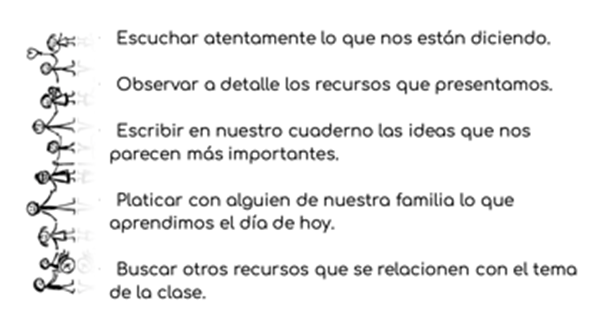 Escuchar atentamente lo que nos están diciendo.
Observar a detalle los recursos que presentamos.
Escribir en nuestro cuaderno las ideas que nos
parecen más importantes.
Platicar con alguien de nuestra familia lo que
aprendimos el día de hoy.
Buscar otros recursos que se relacionen con el tema
de la clase.